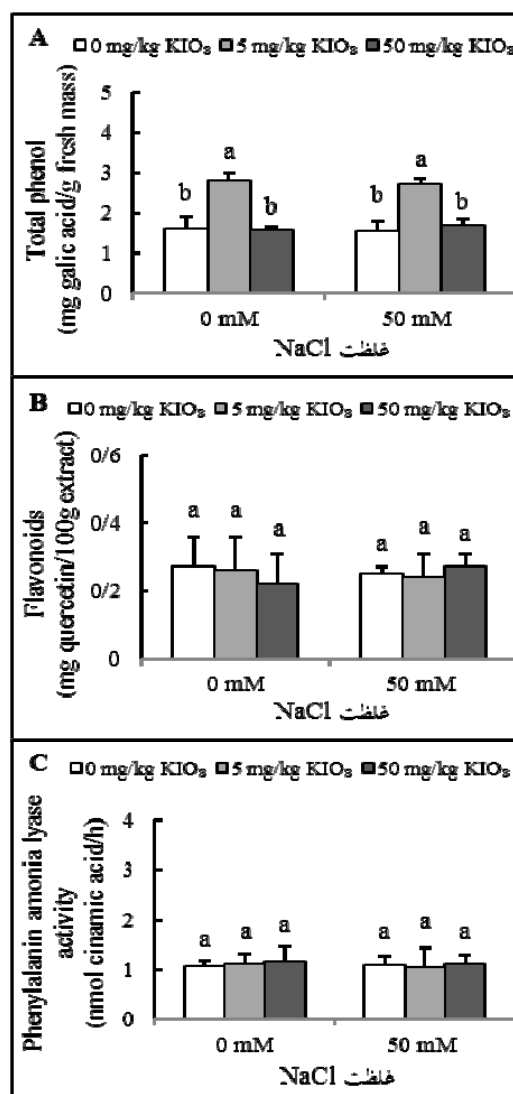 A
0 mg/kg KIO₃ 5 mg/kg KIO₃ 50 mg/kg KIO₃
Total phenol
(mg galic acid/g fresh mass)
5
4
3
2
1
0
b a b b a b
0 mM 50 mM
غلظت NaCl
B
0 mg/kg KIO₃ 5 mg/kg KIO₃ 50 mg/kg KIO₃
Flavonoids
(mg quercetin/100g extract)
0/6
0/4
0/2
0
a a a a a a
0 mM 50 mM
غلظت NaCl
C
0 mg/kg KIO₃ 5 mg/kg KIO₃ 50 mg/kg KIO₃
Phenylalanin amonia lyase
activity
(nmol cinamic acid/h)
4
3
2
1
0
a a a a a a
0 mM 50 mM
غلظت NaCl